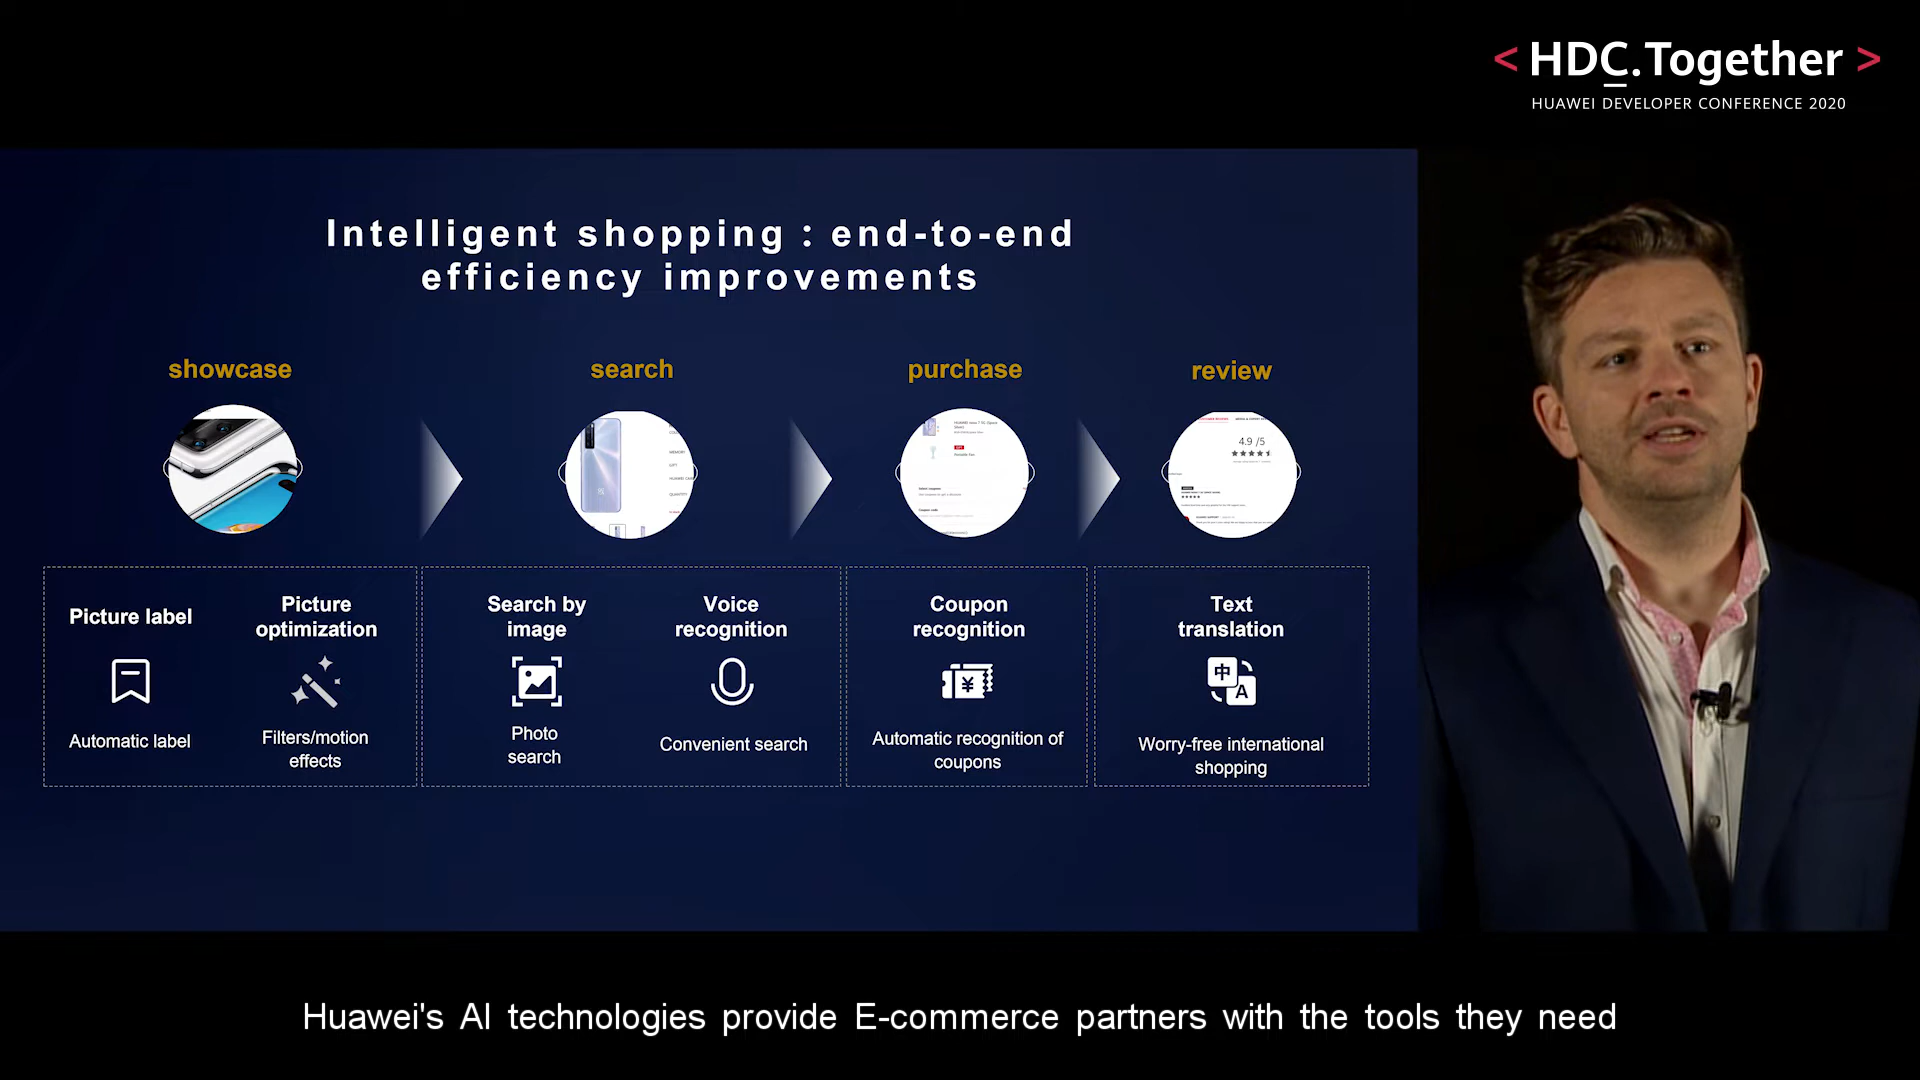 < HDC.Together >
HUAWEI DEVELOPER CONFERENCE 2020
Intelligent shopping : end-to-end
efficiency improvements
showcase
search
purchase
review
MEMORY
GIFT
QUANTITY
4.9 /5
Picture label
Automatic label
Picture
optimization
Filters/motion
effects
Search by
image
Photo
search
Voice
recognition
Convenient search
Coupon
recognition
¥
Automatic recognition of
coupons
Text
translation
中
A
Worry-free international
shopping
Huawei's AI technologies provide E-commerce partners with the tools they need